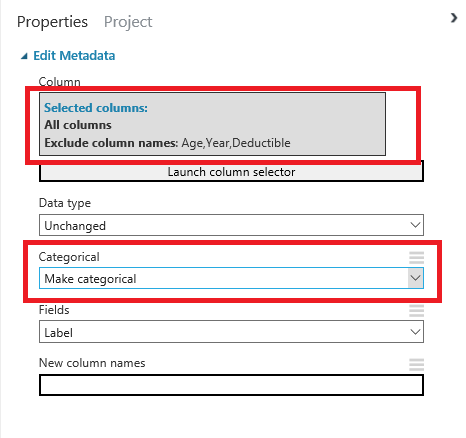 Properties Project
Edit Metadata
Column
Selected columns:
All columns
Exclude column names: Age,Year,Deductible
Launch column selector
Data type
Unchanged
Categorical
Make categorical
Fields
Label
New column names